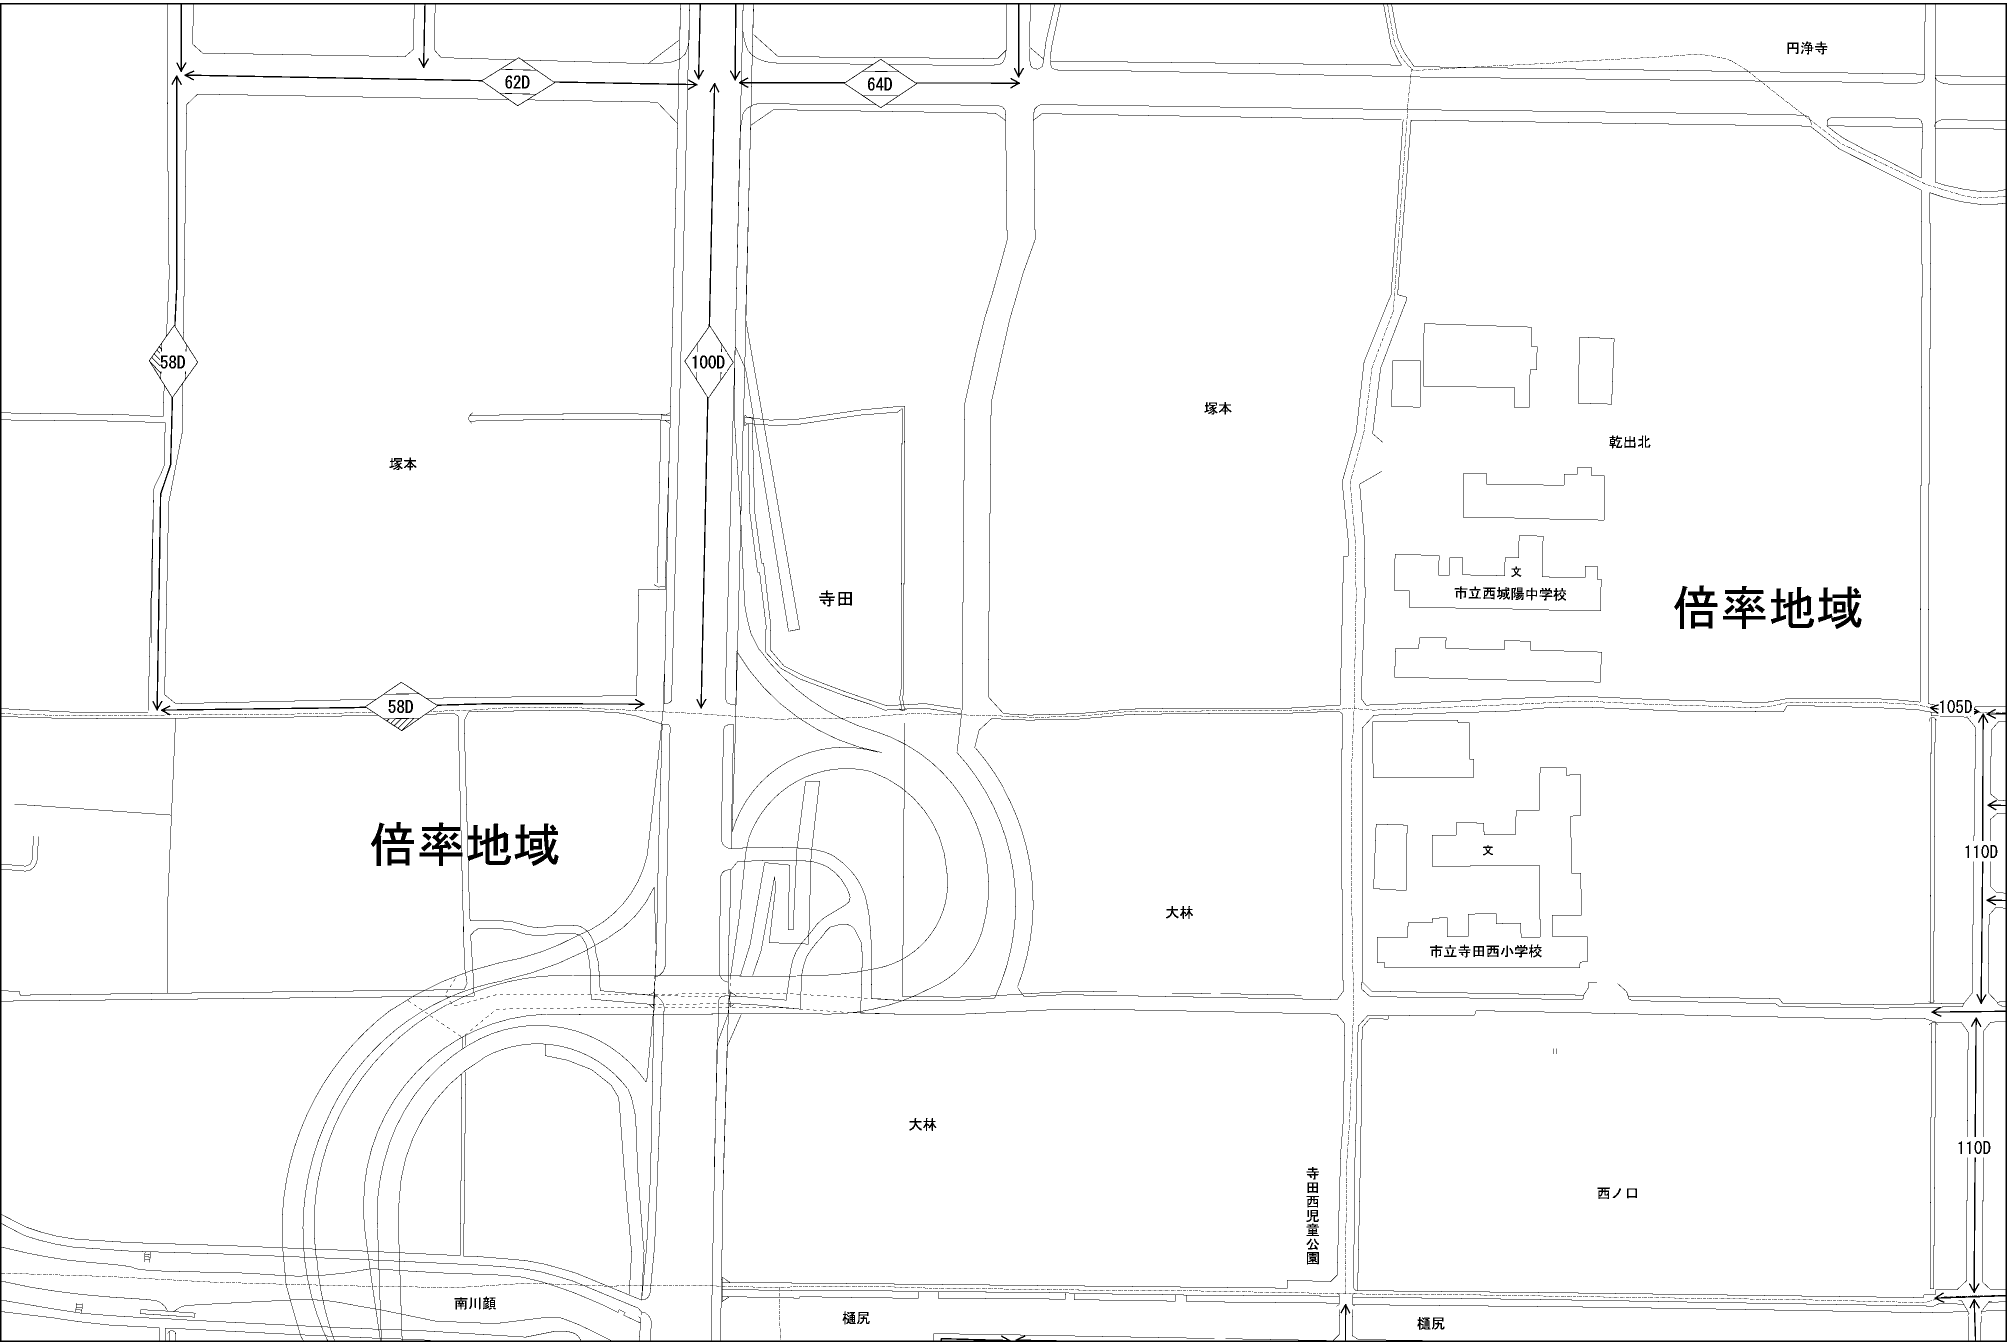 円浄寺
62D
64D
58D
100D
塚本
塚本
乾出北
文
市立西城陽中学校
寺田
倍率地域
58D
105D
倍率地域
文
110D
大林
市立寺田西小学校
大林
110D
寺田西児童公園
西ノ口
南川顔
樋尻
樋尻